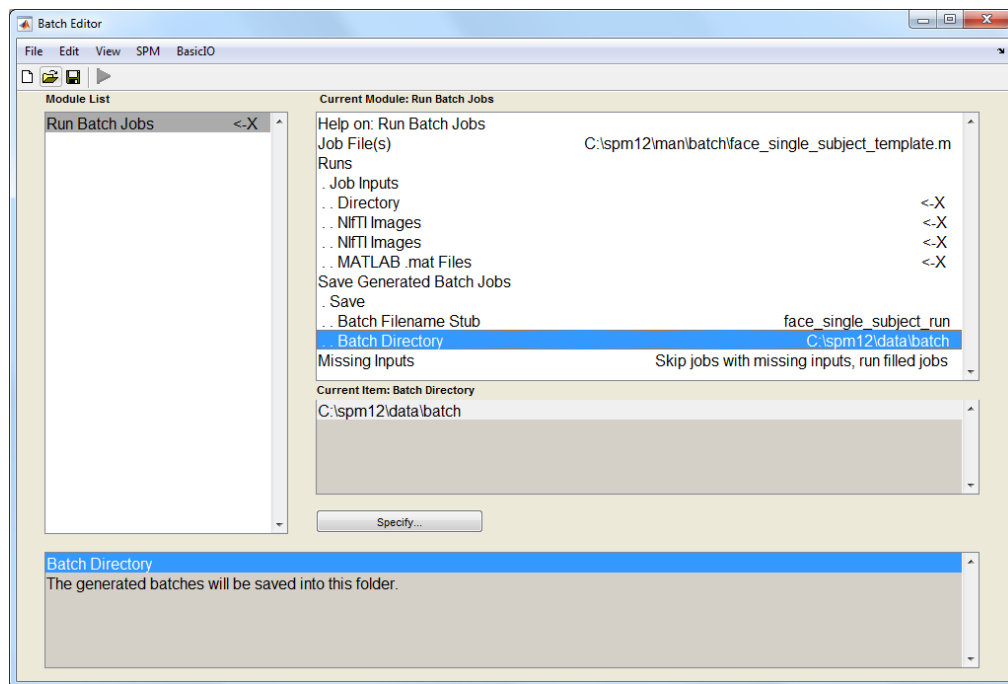 Batch Editor
File Edit View SPM BasicIO
Module List
Run Batch Jobs <-X
Current Module: Run Batch Jobs
Help on: Run Batch Jobs
Job File(s) C:\spm12\man\batch\face_single_subject_template.m
Runs
. Job Inputs
. . Directory <-X
. . NIfTI Images <-X
. . NIfTI Images <-X
. . MATLAB .mat Files <-X
Save Generated Batch Jobs
. Save
. . Batch Filename Stub face_single_subject_run
. . Batch Directory C:\spm12\data\batch
Missing Inputs Skip jobs with missing inputs, run filled jobs
Current Item: Batch Directory
C:\spm12\data\batch
Specify...
Batch Directory
The generated batches will be saved into this folder.